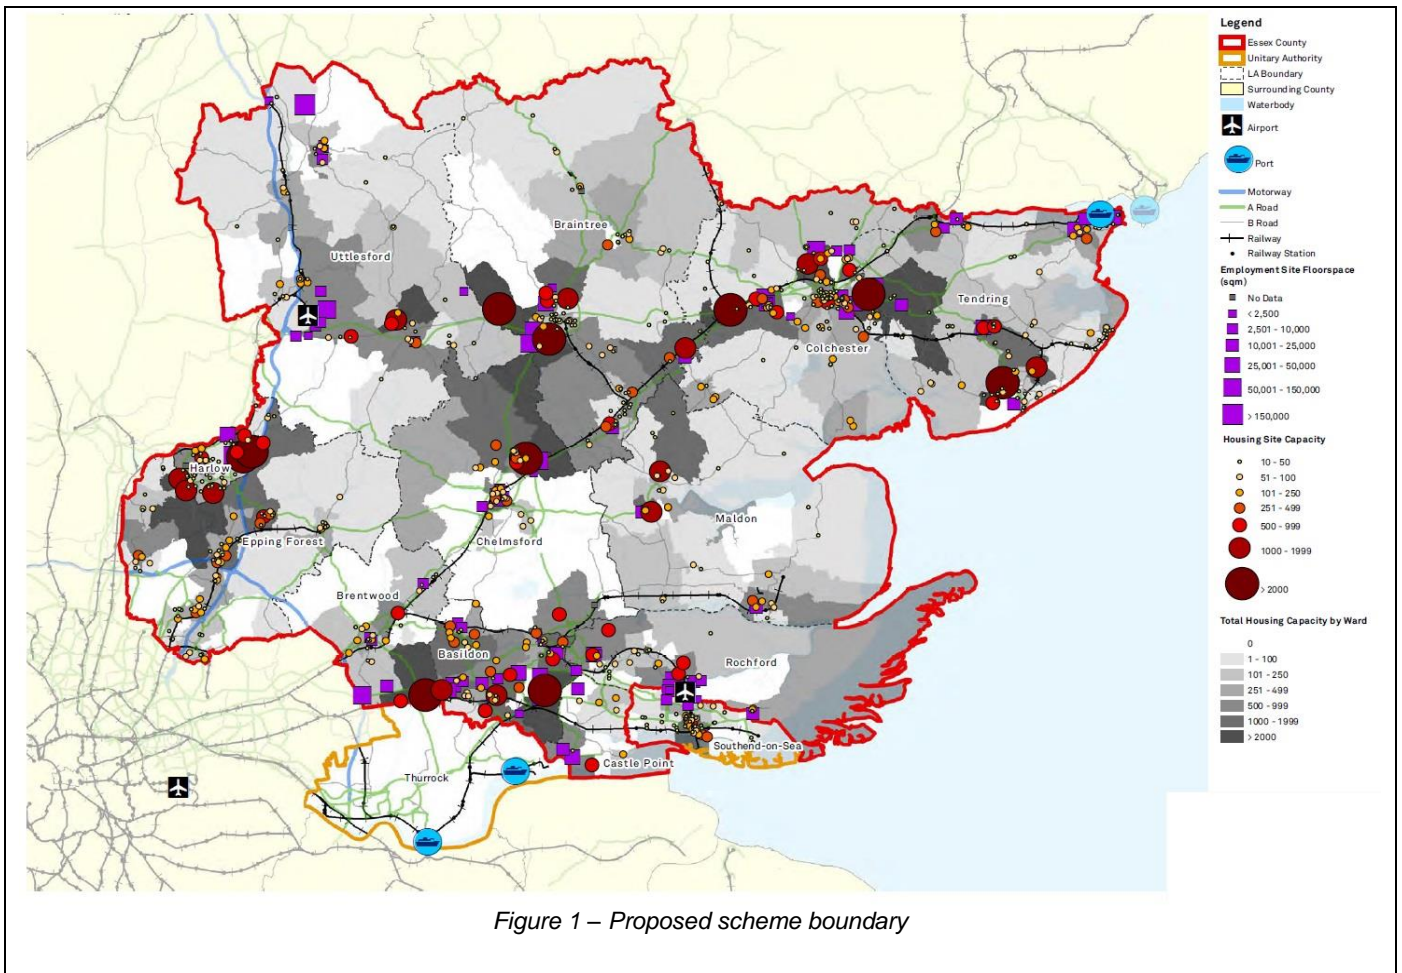 Legend
Essex County
Unitary Authority
LA Boundary
Surrounding County
Waterbody
Airport
Port
Motorway
A Road
B Road
Railway
Railway Station
Employment Site Floorspace
(sqm)
No Data
< 2,500
2,501 - 10,000
10,001 - 25,000
25,001 - 50,000
50,001 - 150,000
> 150,000
Housing Site Capacity
10 - 50
51 - 100
101 - 250
251 - 499
500 - 999
1000 - 1999
> 2000
Total Housing Capacity by Ward
0
1 - 100
101 - 250
251 - 499
500 - 999
1000 - 1999
> 2000
Braintree
Uttlesford
Tendring
Colchester
Harlow
Maldon
Epping Forest
Chelmsford
Brentwood
Basildon
Rochford
Southend-on-Sea
Castle Point
Thurrock
Figure 1 – Proposed scheme boundary